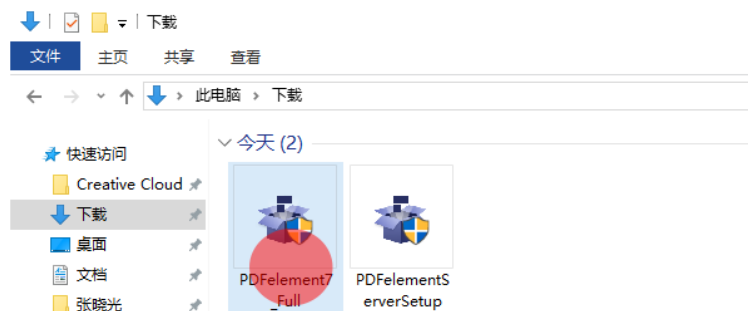 下载
文件 主页 共享 查看
此电脑 下载
今天 (2)
快速访问
Creative Cloud
下载
桌面
文档
张晓光
PDFelement7
_Full
PDFelementS
erverSetup